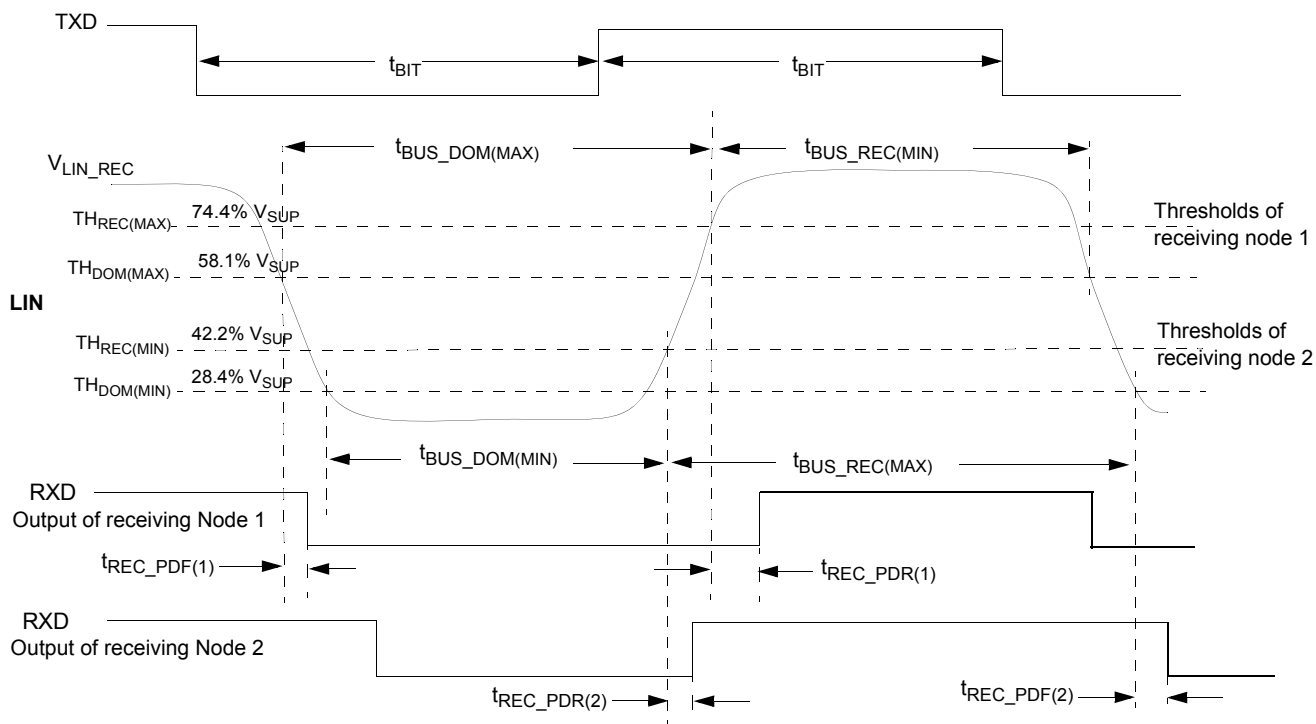 TXD
tBIT
tBIT
tBUS_DOM(MAX)
tBUS_REC(MIN)
VLIN_REC
THREC(MAX) 74.4% VSUP
Thresholds of
receiving node 1
THDOM(MAX) 58.1% VSUP
LIN
THREC(MIN) 42.2% VSUP
Thresholds of
receiving node 2
THDOM(MIN) 28.4% VSUP
tBUS_DOM(MIN)
tBUS_REC(MAX)
RXD
Output of receiving Node 1
tREC_PDF(1)
tREC_PDR(1)
RXD
Output of receiving Node 2
tREC_PDR(2)
tREC_PDF(2)